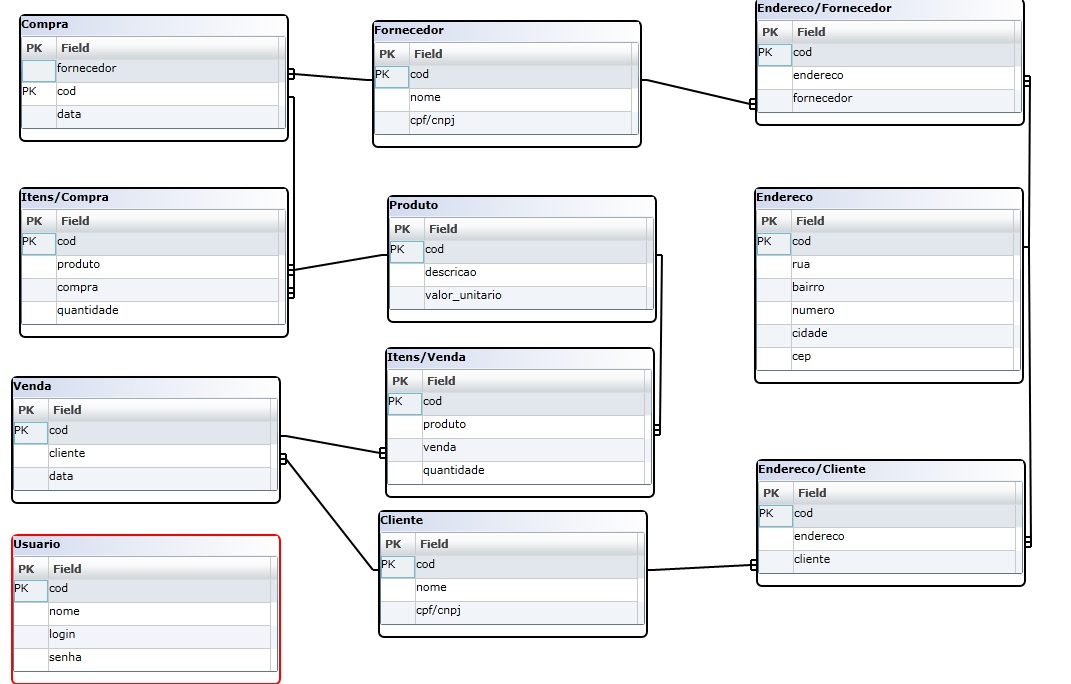 Compra
PK Field
fornecedor
PK cod
data
Fornecedor
PK Field
PK cod
nome
cpf/cnpj
Endereco/Fornecedor
PK Field
PK cod
endereco
fornecedor
Itens/Compra
PK Field
PK cod
produto
compra
quantidade
Produto
PK Field
PK cod
descricao
valor_unitario
Endereco
PK Field
PK cod
rua
bairro
numero
cidade
cep
Venda
PK Field
PK cod
cliente
data
Itens/Venda
PK Field
PK cod
produto
venda
quantidade
Endereco/Cliente
PK Field
PK cod
endereco
cliente
Usuario
PK Field
PK cod
nome
login
senha
Cliente
PK Field
PK cod
nome
cpf/cnpj